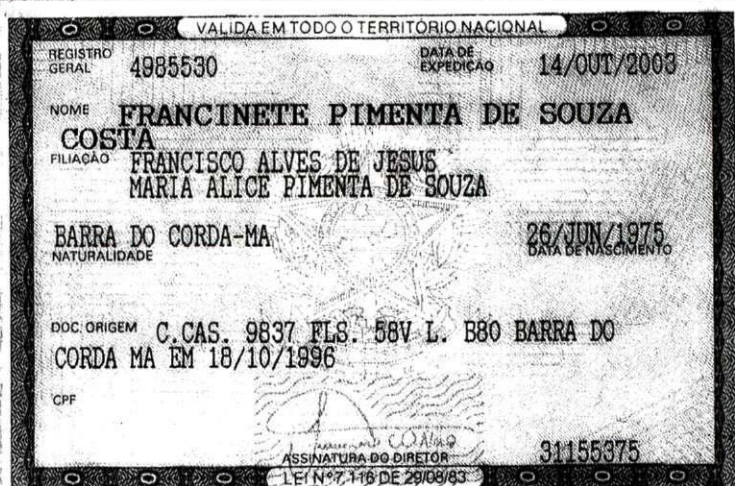 VALIDA EM TODO O TERRITÓRIO NACIONAL
REGISTRO GERAL 4985530 DATA DE EXPEDIÇÃO 14/OUT/2003
NOME FRANCINETE PIMENTA DE SOUZA
COSTA
FILIAÇÃO FRANCISCO ALVES DE JESUS
MARIA ALICE PIMENTA DE SOUZA
BARRA DO CORDA-MA 26/JUN/1975
NATURALIDADE DATA DE NASCIMENTO
DOC. ORIGEM C.CAS. 9837 FLS. 58V L. B80 BARRA DO
CORDA MA EM 18/10/1996
CPF
ASSINATURA DO DIRETOR 31155375
LEI Nº 7.116 DE 29/08/83